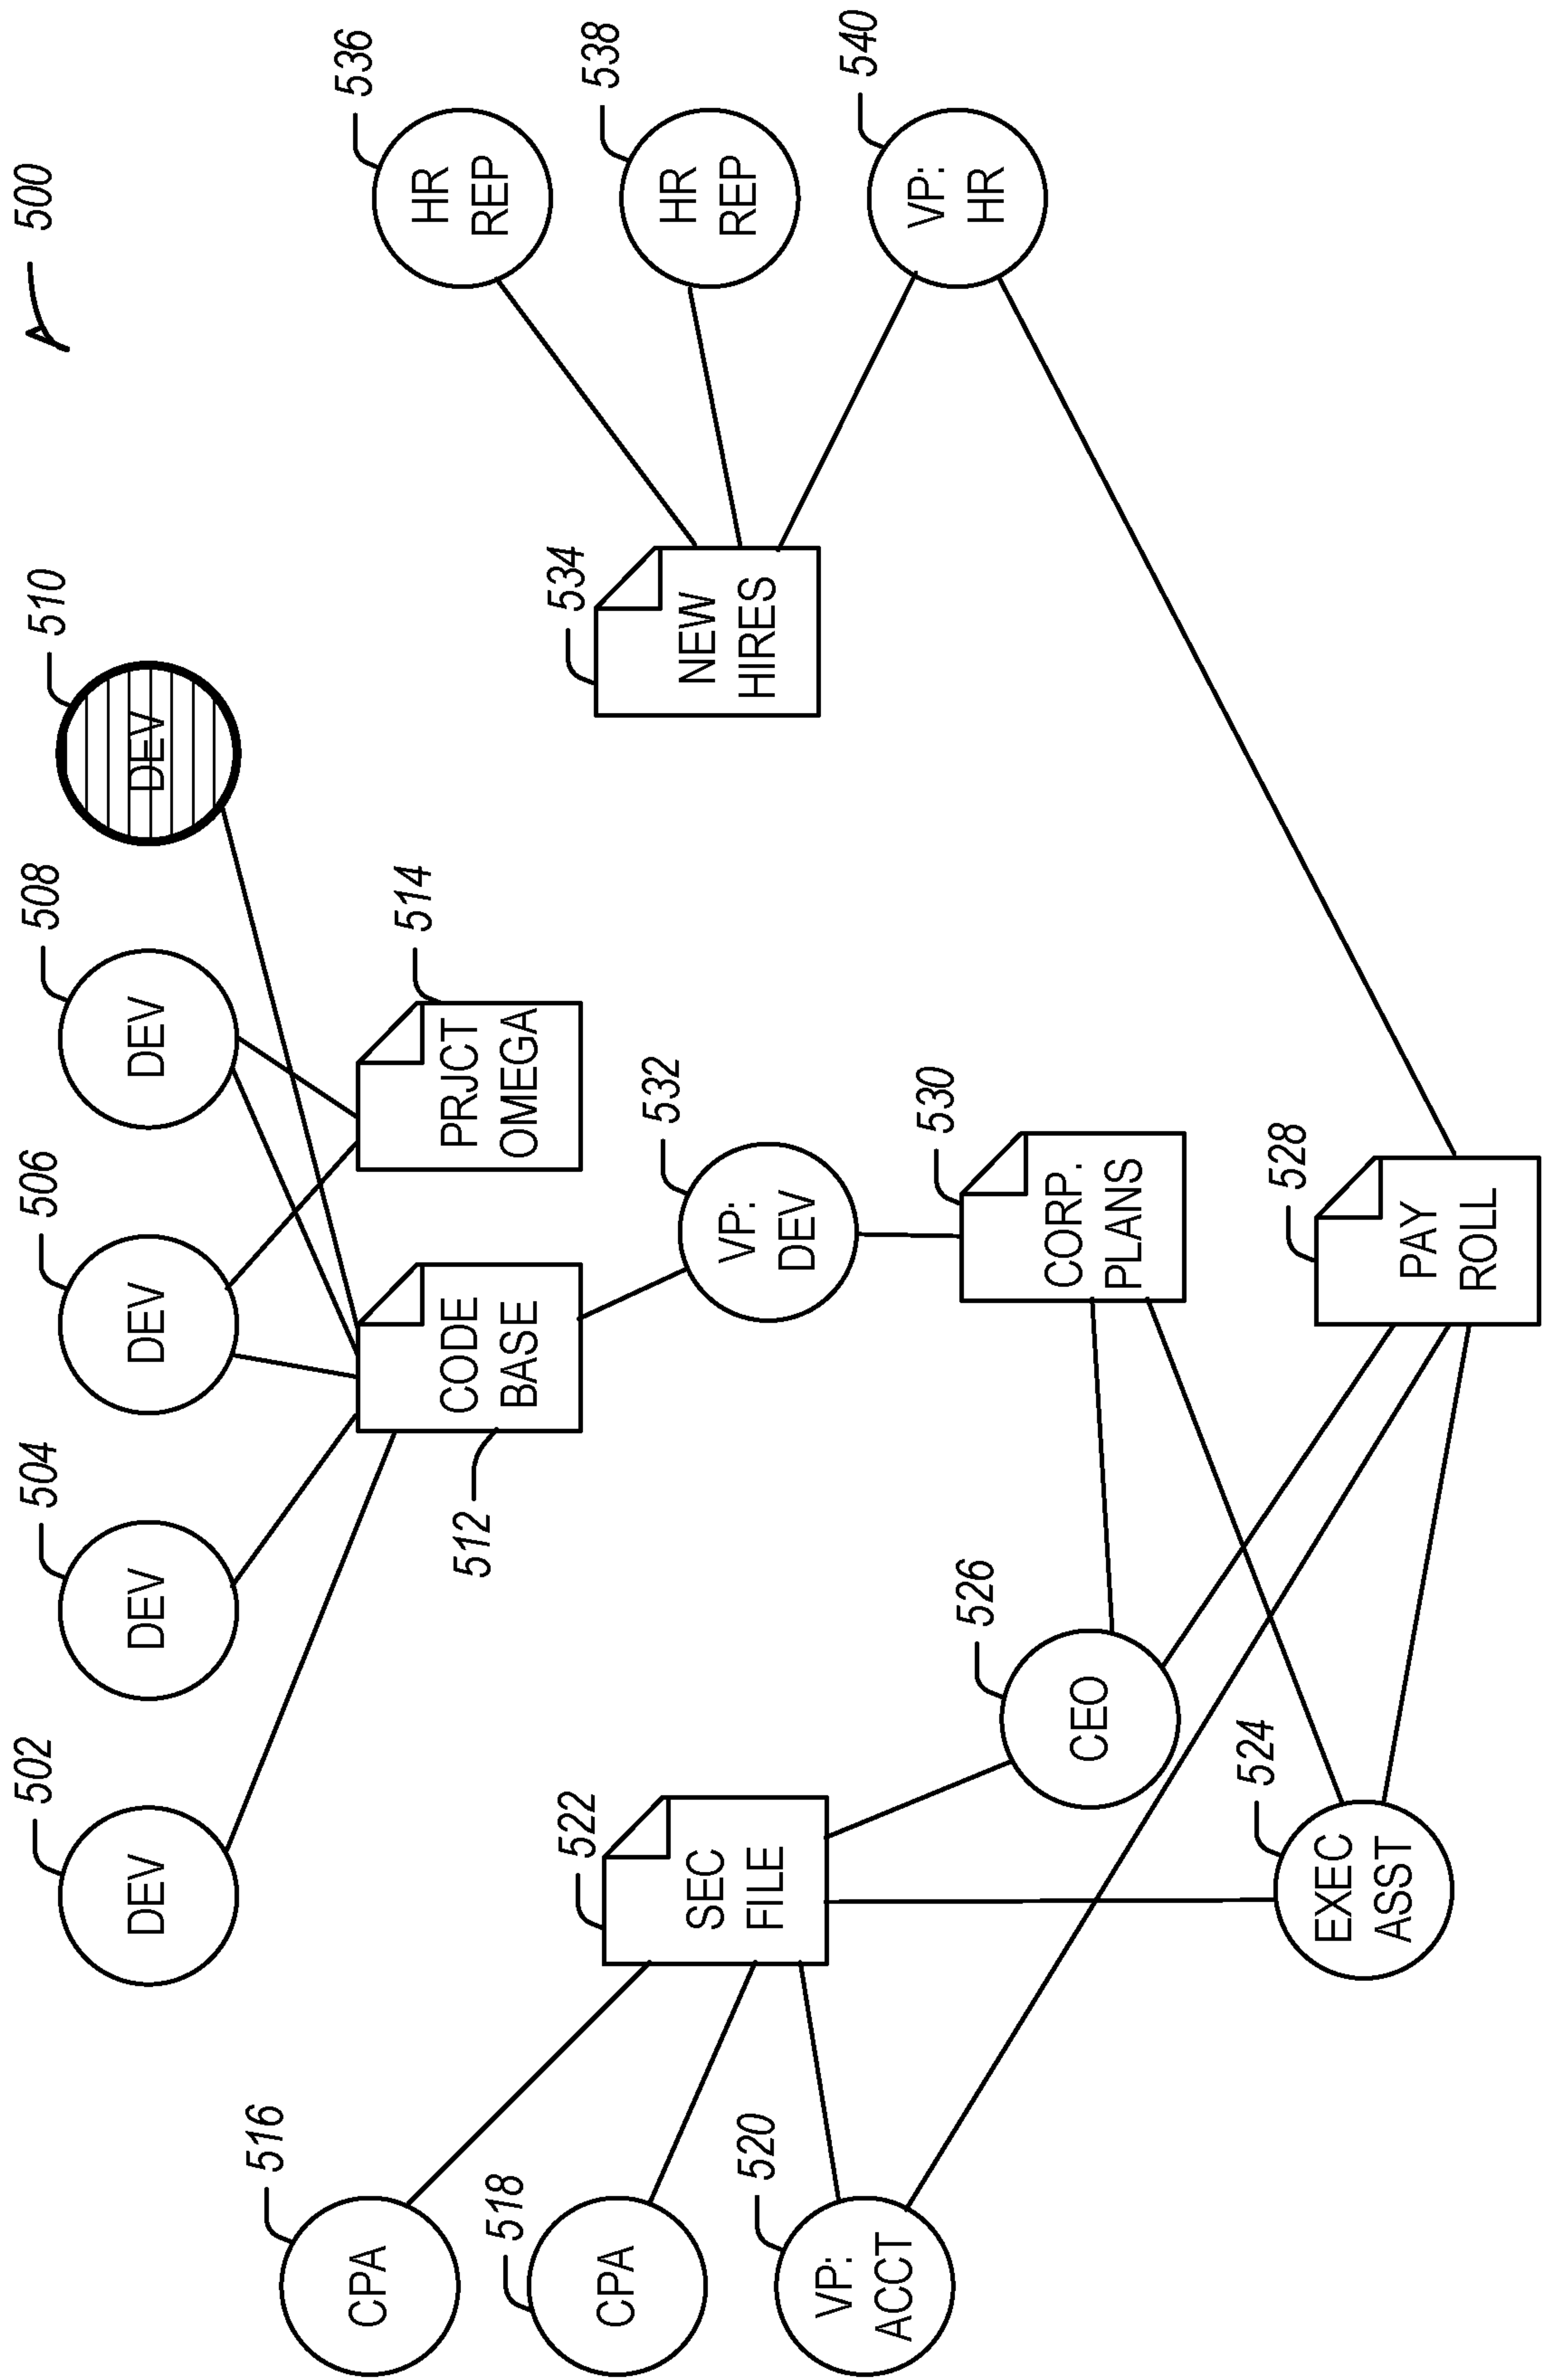 500
502
DEV
504
DEV
506
DEV
508
DEV
510
DEV
512
CODE
BASE
514
PRJCT
OMEGA
516
CPA
518
CPA
520
VP:
ACCT
522
SEC
FILE
524
EXEC
ASST
526
CEO
528
PAY
ROLL
530
CORP.
PLANS
532
VP:
DEV
534
NEW
HIRES
536
HR
REP
538
HR
REP
540
VP:
HR